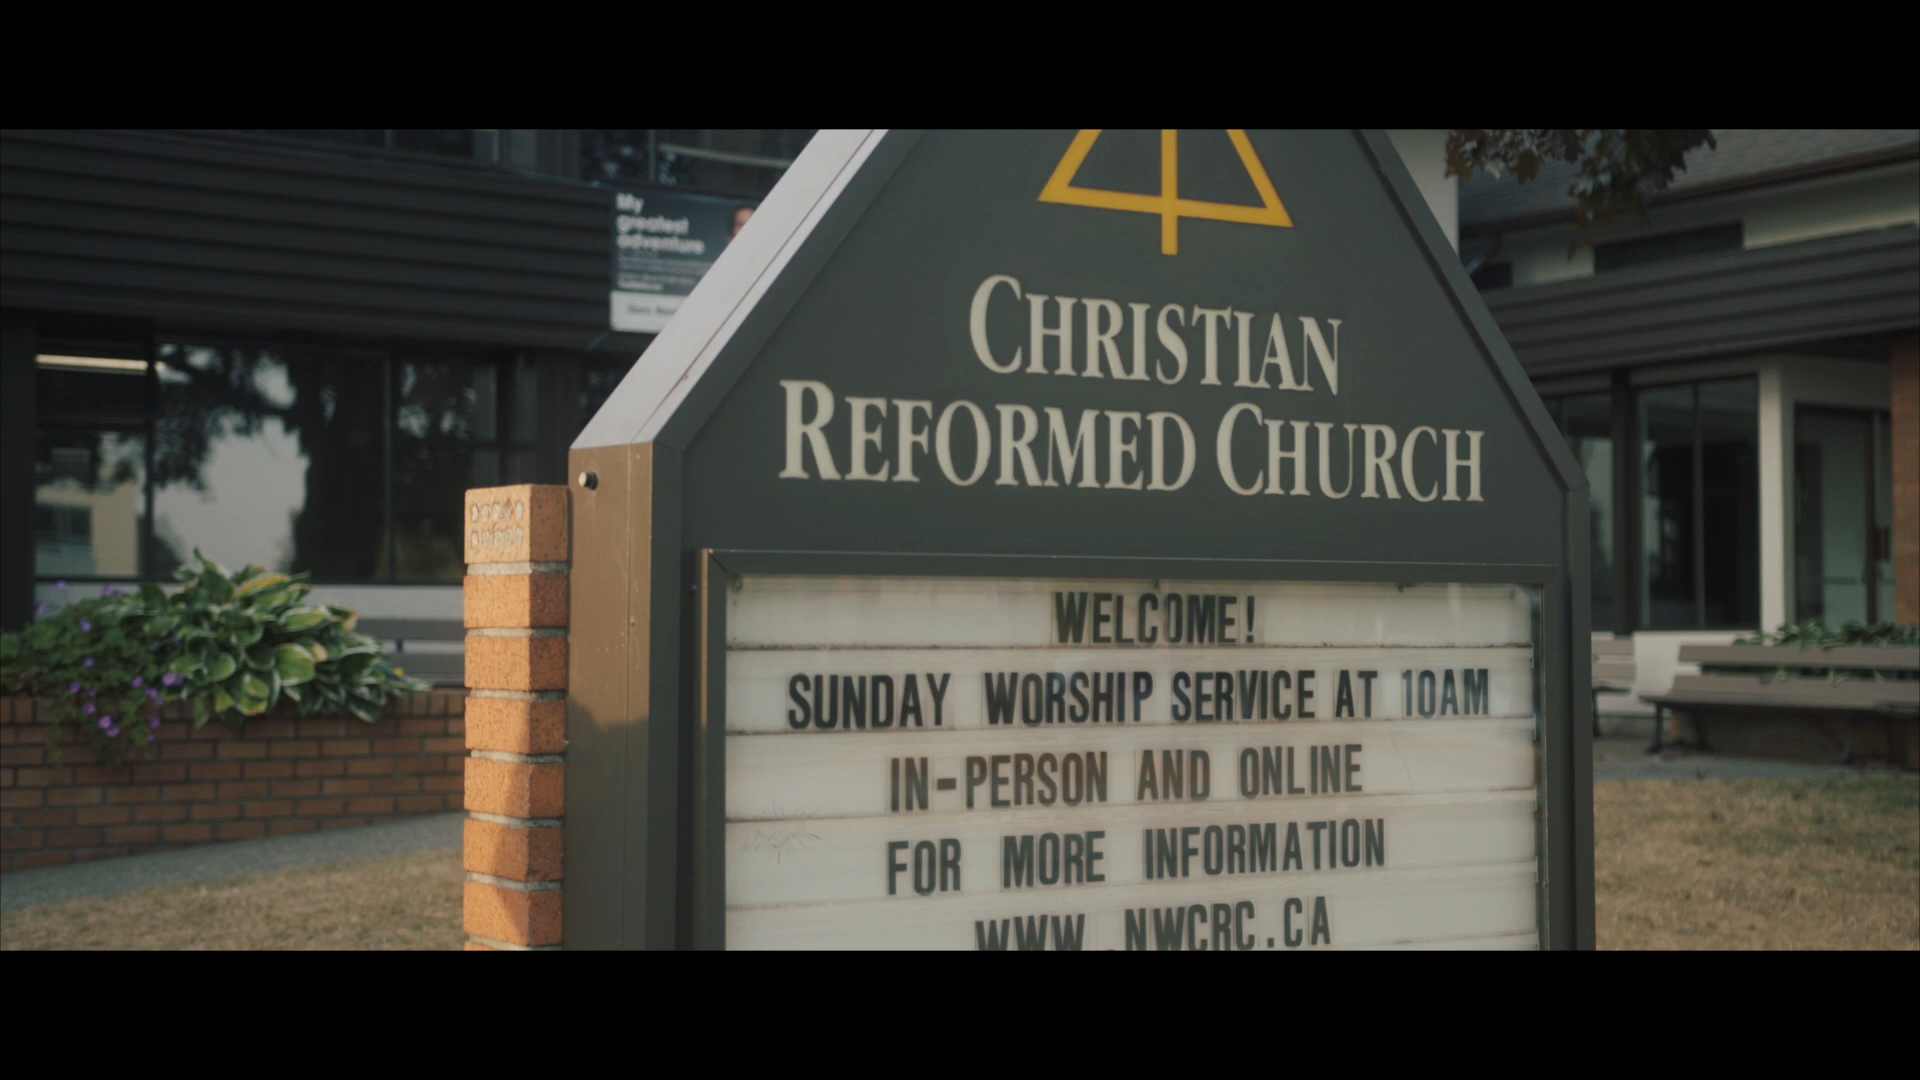 My
greatest
adventure
CHRISTIAN
REFORMED CHURCH
WELCOME!
SUNDAY WORSHIP SERVICE AT 10AM
IN-PERSON AND ONLINE
FOR MORE INFORMATION
WWW.NWCRC.CA